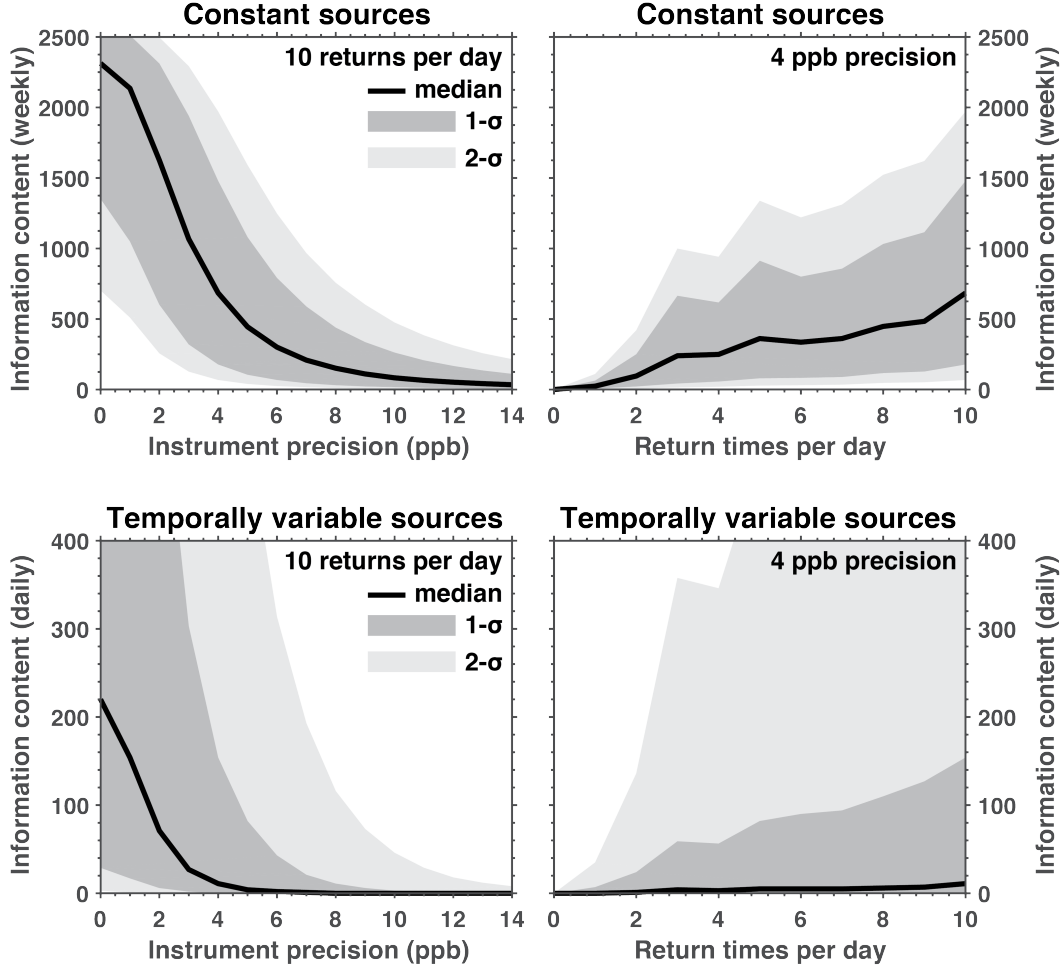 Constant sources
Constant sources
2500
2000
1500
1000
500
0
Information content (weekly)
10 returns per day
median
1-σ
2-σ
0 2 4 6 8 10 12 14
Instrument precision (ppb)
4 ppb precision
2500
2000
1500
1000
500
0
Information content (weekly)
0 2 4 6 8 10
Return times per day
Temporally variable sources
Temporally variable sources
400
300
200
100
0
Information content (daily)
10 returns per day
median
1-σ
2-σ
0 2 4 6 8 10 12 14
Instrument precision (ppb)
4 ppb precision
400
300
200
100
0
Information content (daily)
0 2 4 6 8 10
Return times per day